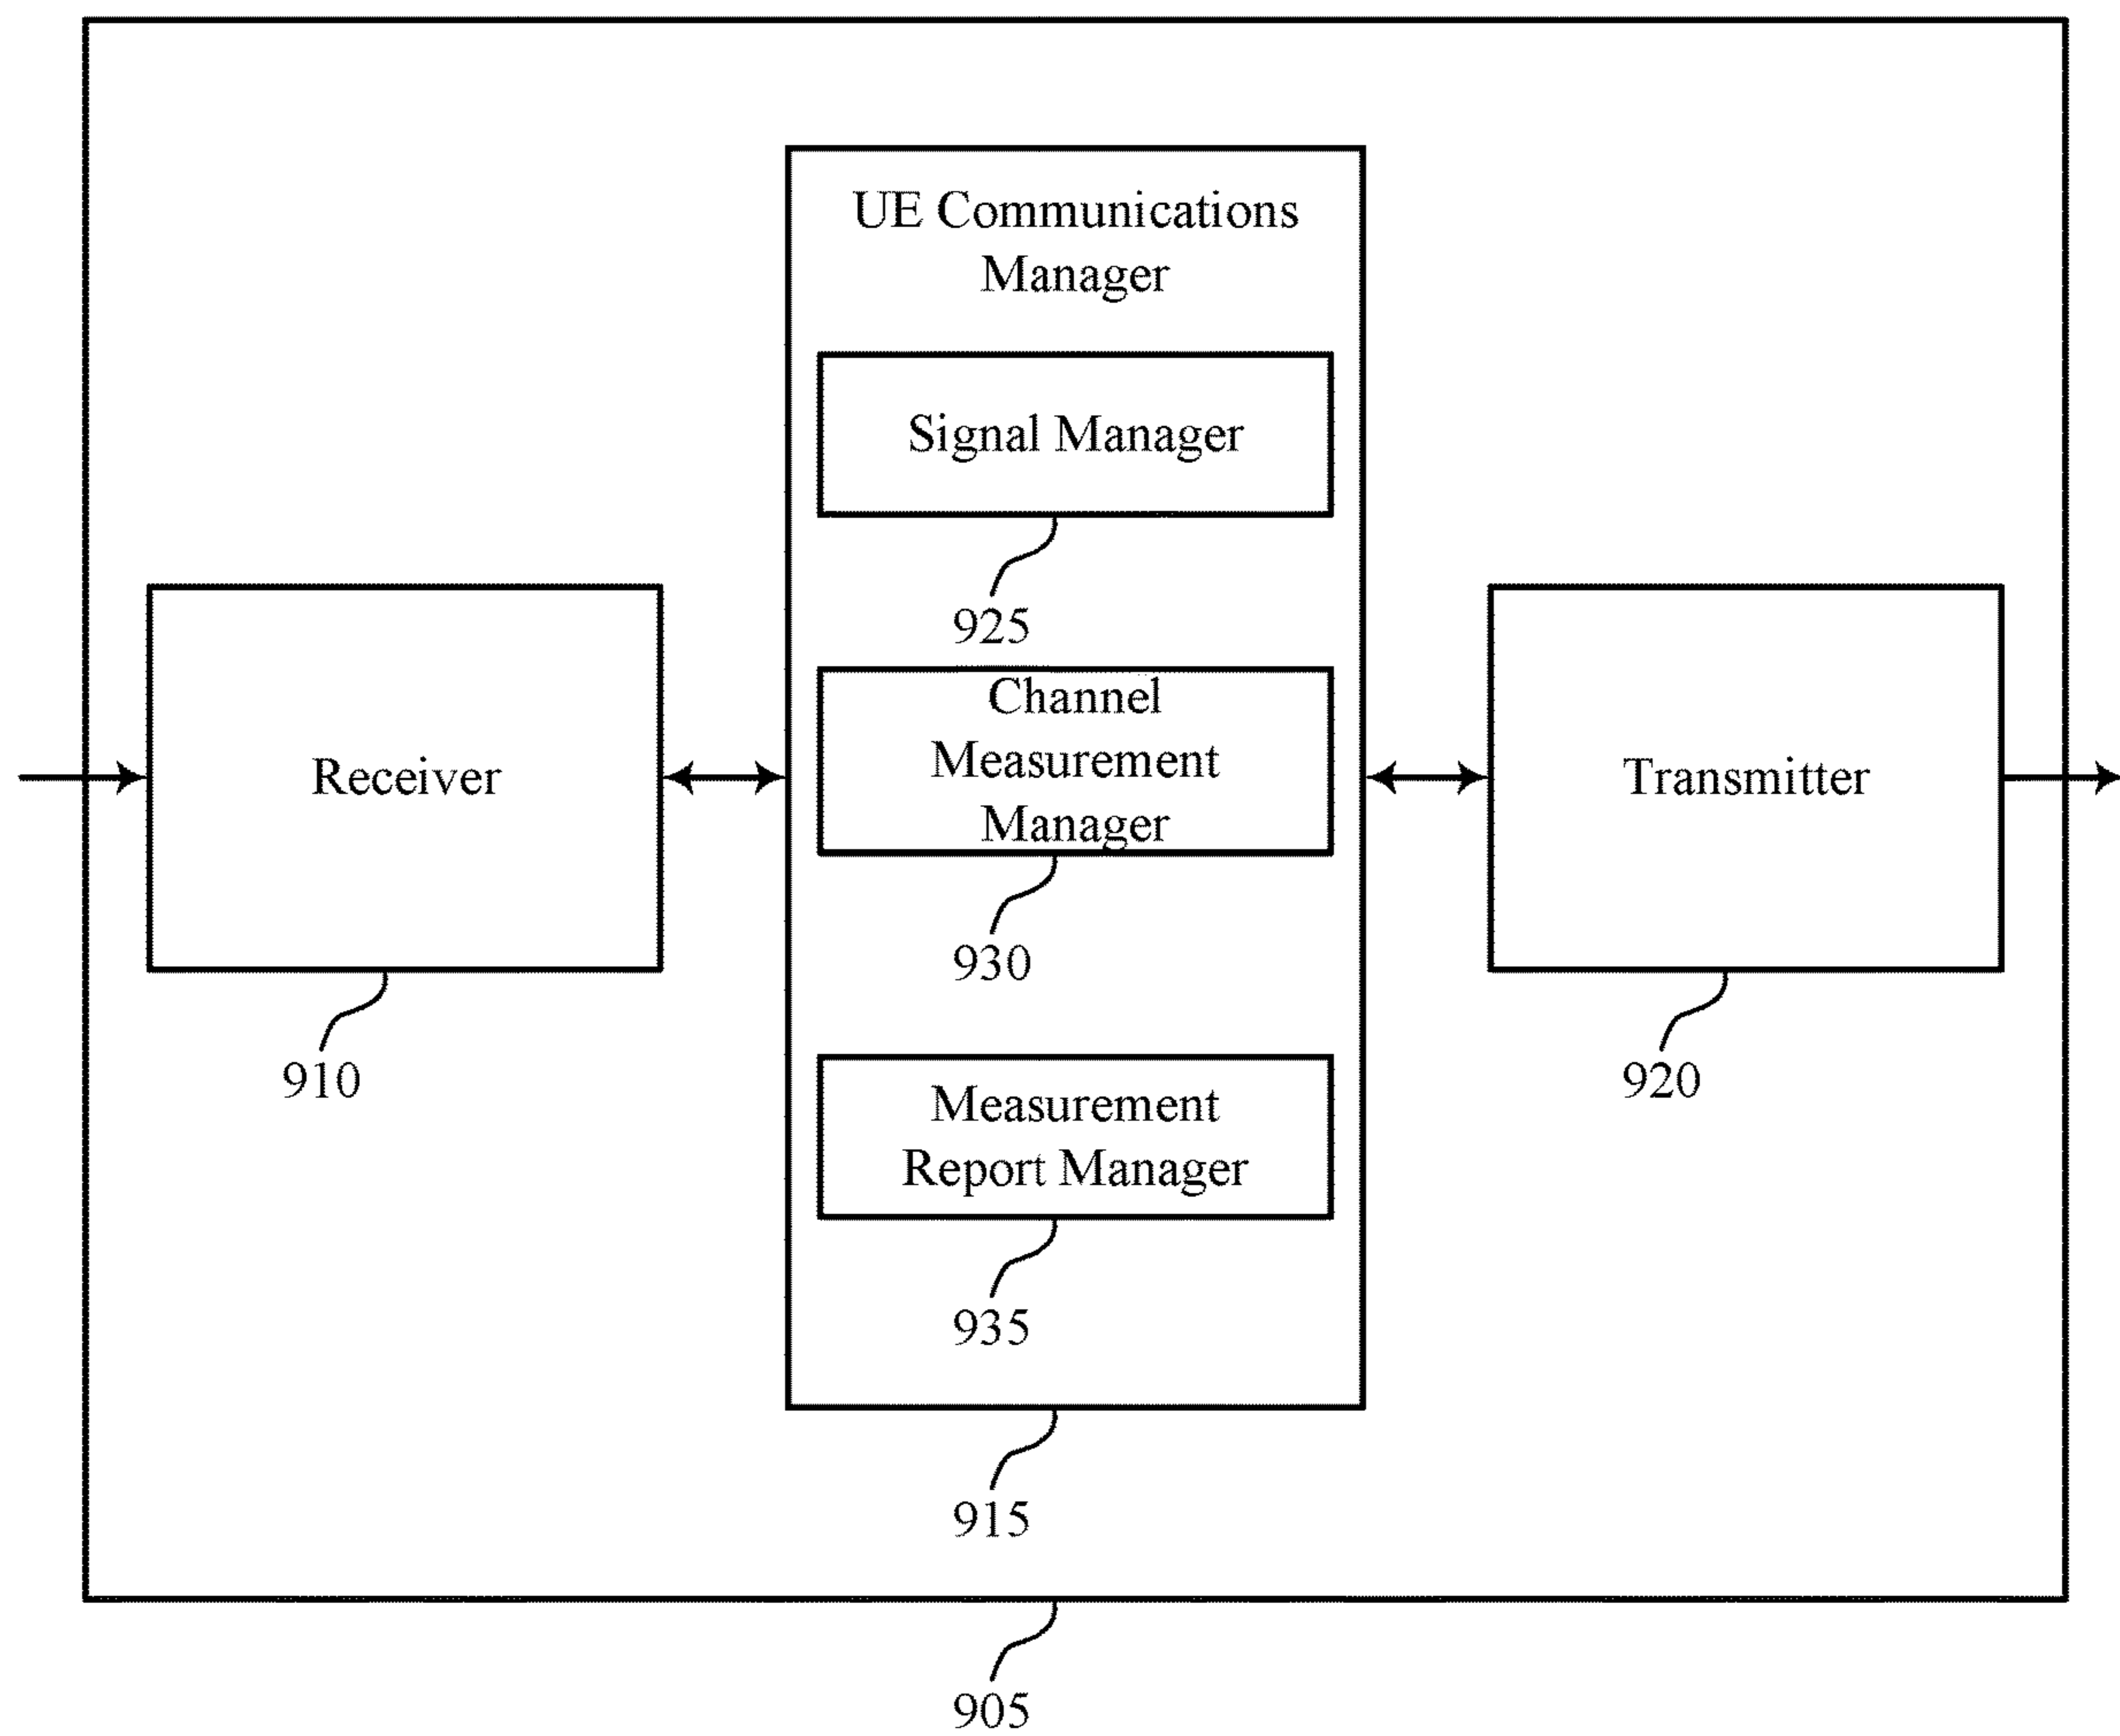 UE Communications
Manager
Signal Manager
925
Channel
Measurement
Manager
930
Measurement
Report Manager
935
915
Receiver
910
Transmitter
920
905